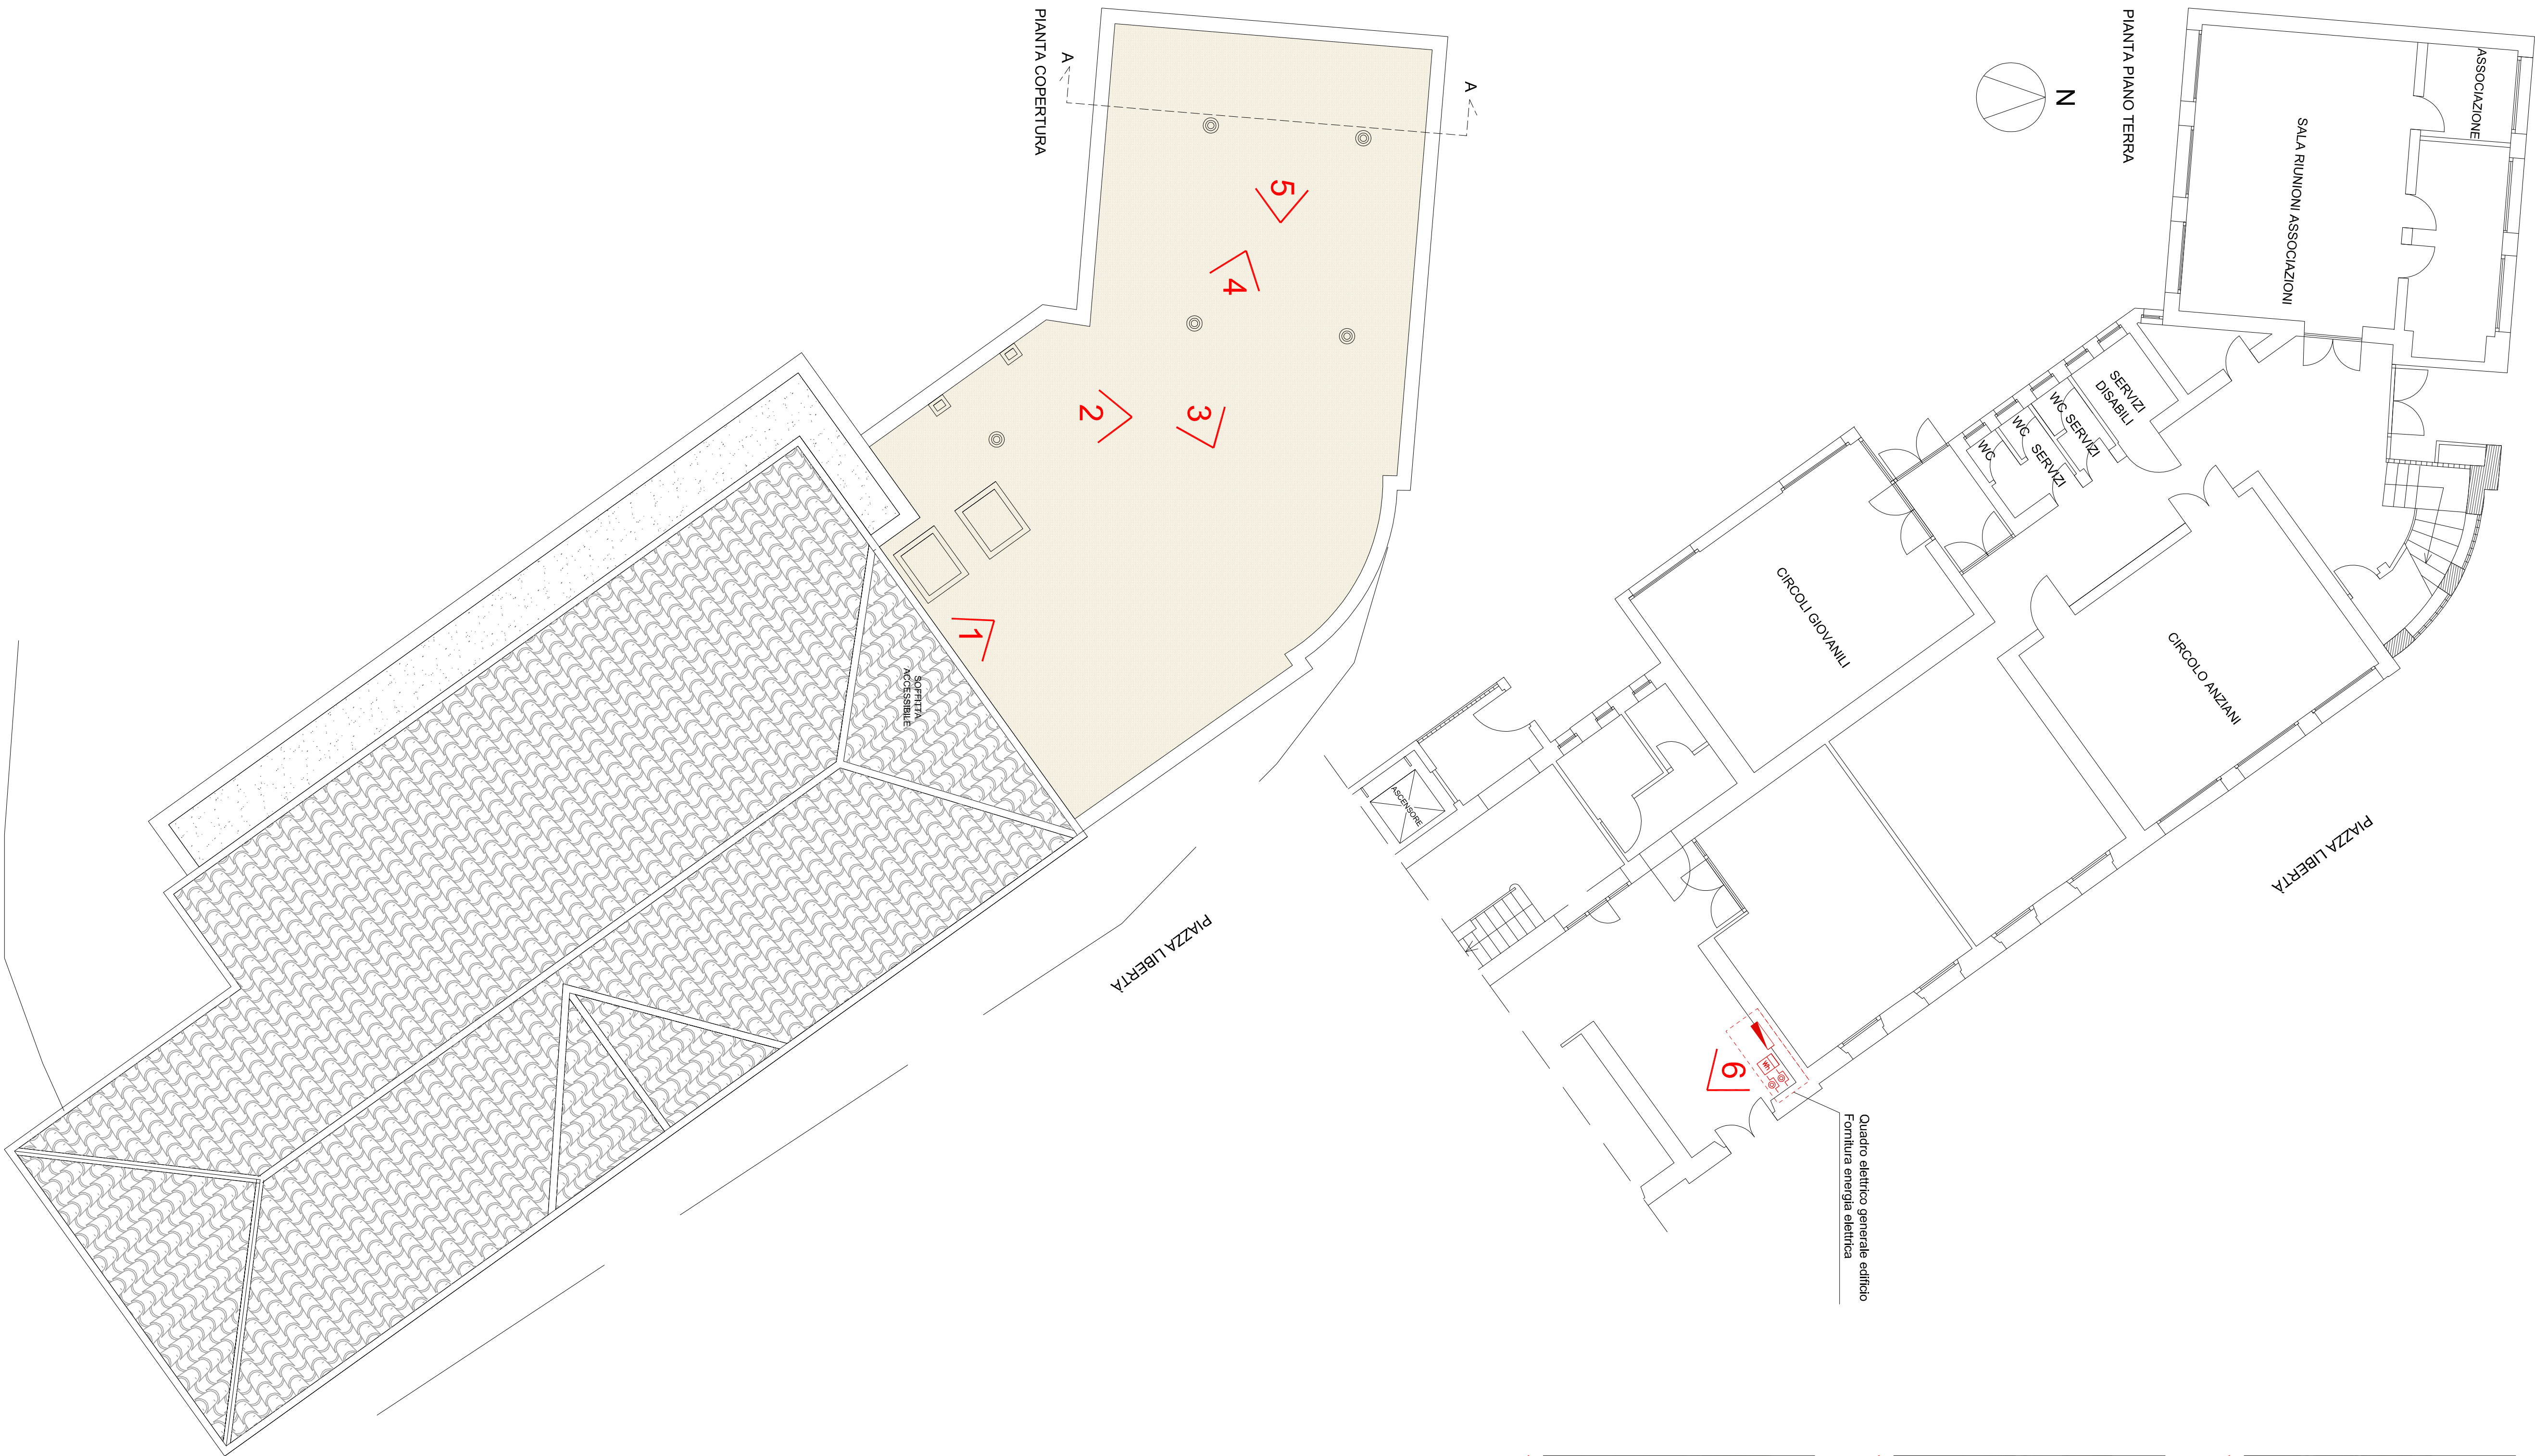 PIANTA PIANO TERRA
N
ASSOCIAZIONE
SALA RIUNIONI ASSOCIAZIONI
SERVIZI
DISABILI
WC
SERVIZI
WC
SERVIZI
WC
CIRCOLI GIOVANILI
CIRCOLO ANZIANI
PIAZZA LIBERTÀ
ASCENSORE
Wh
6
Quadro elettrico generale edificio
Fornitura energia elettrica
PIANTA COPERTURA
A
A
5
4
3
2
1
SOFFITTA
ACCESSIBILE
PIAZZA LIBERTÀ